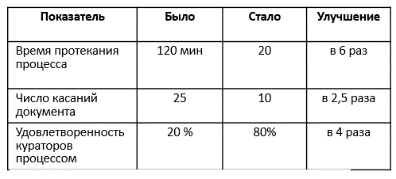 Показатель Было Стало Улучшение
Время протекания 120 мин 20 в 6 раз
процесса
Число касаний 25 10 в 2,5 раза
документа
Удовлетворенность 20 % 80% в 4 раза
кураторов
процессом